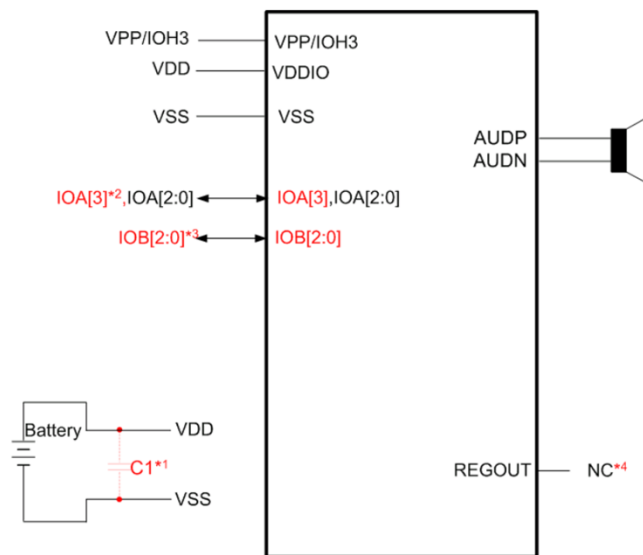 VPP/IOH3 VPP/IOH3
VDD VDDIO
VSS VSS
AUDP
AUDN
IOA[3]*2,IOA[2:0] IOA[3],IOA[2:0]
IOB[2:0]*3 IOB[2:0]
Battery VDD
C1*1
VSS
REGOUT NC*4